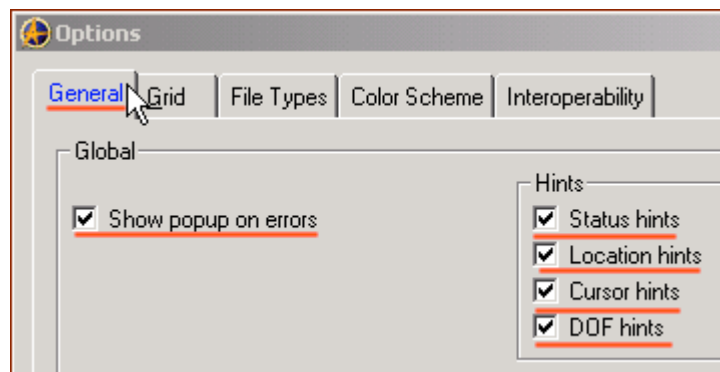 Options
General Grid File Types Color Scheme Interoperability
Global
Hints
Show popup on errors
Status hints
Location hints
Cursor hints
DOF hints